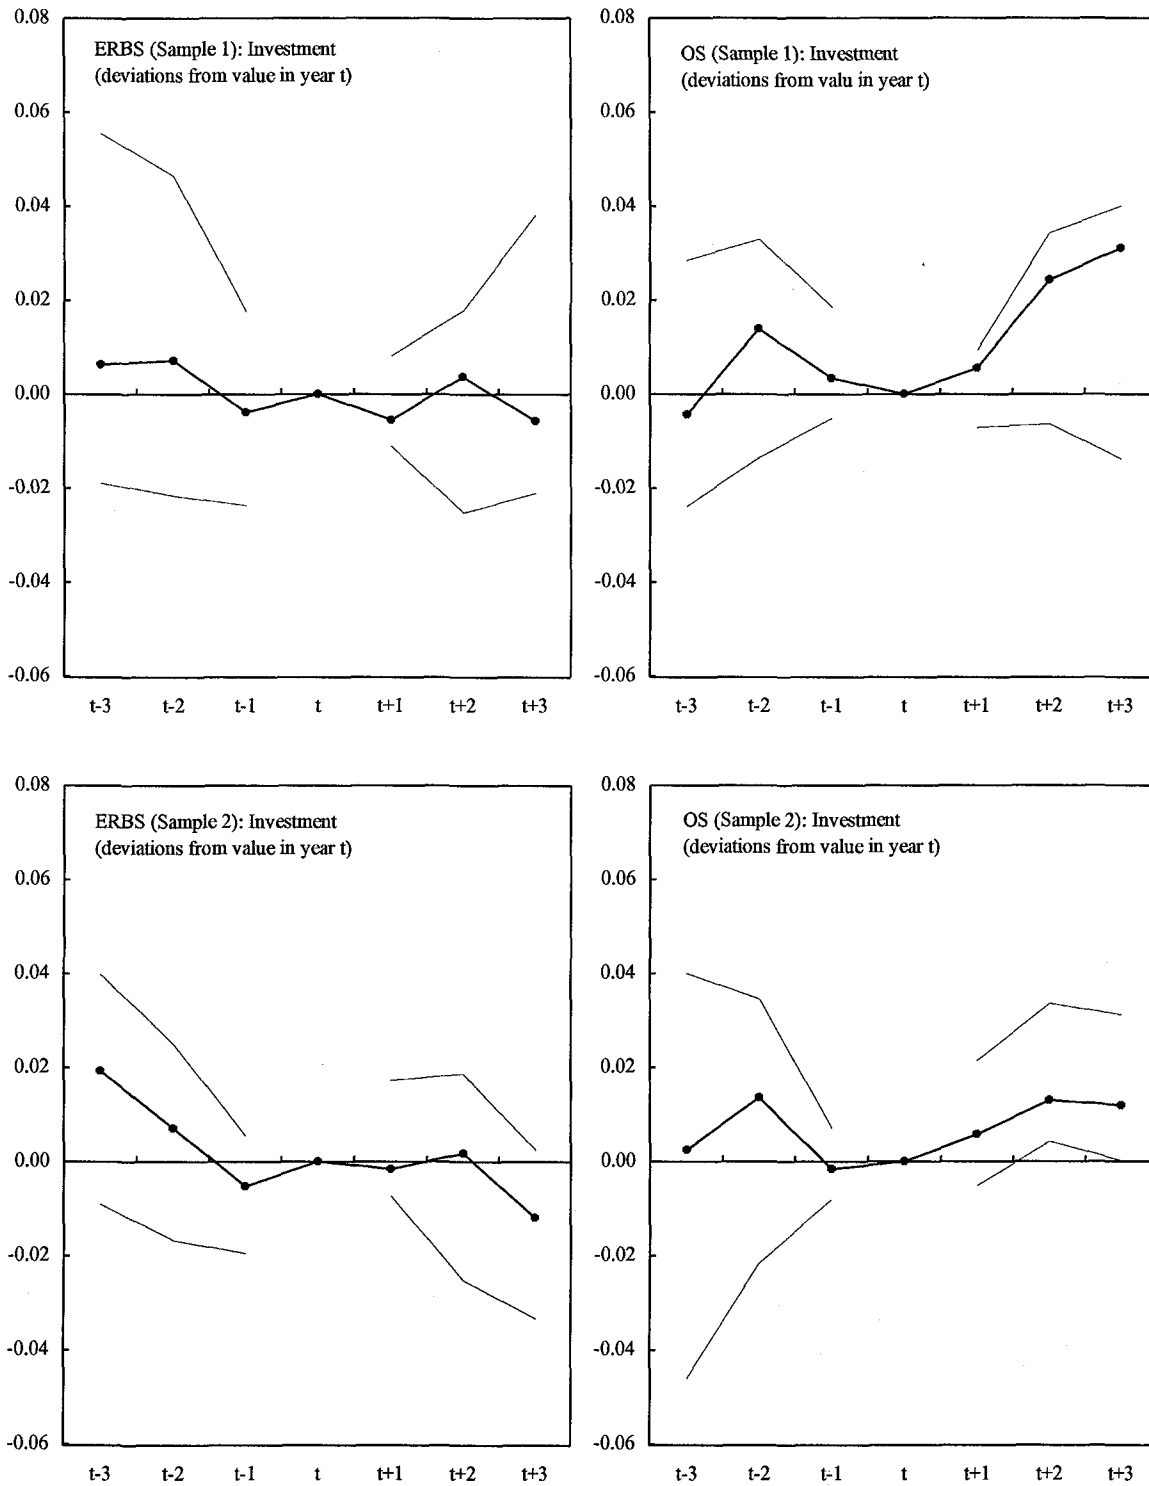 ERBS (Sample 1): Investment
(deviations from value in year t)
0.08
0.06
0.04
0.02
0.00
-0.02
-0.04
-0.06
t-3 t-2 t-1 t t+1 t+2 t+3
OS (Sample 1): Investment
(deviations from valu in year t)
0.08
0.06
0.04
0.02
0.00
-0.02
-0.04
-0.06
t-3 t-2 t-1 t t+1 t+2 t+3
ERBS (Sample 2): Investment
(deviations from value in year t)
0.08
0.06
0.04
0.02
0.00
-0.02
-0.04
-0.06
t-3 t-2 t-1 t t+1 t+2 t+3
OS (Sample 2): Investment
(deviations from value in year t)
0.08
0.06
0.04
0.02
0.00
-0.02
-0.04
-0.06
t-3 t-2 t-1 t t+1 t+2 t+3